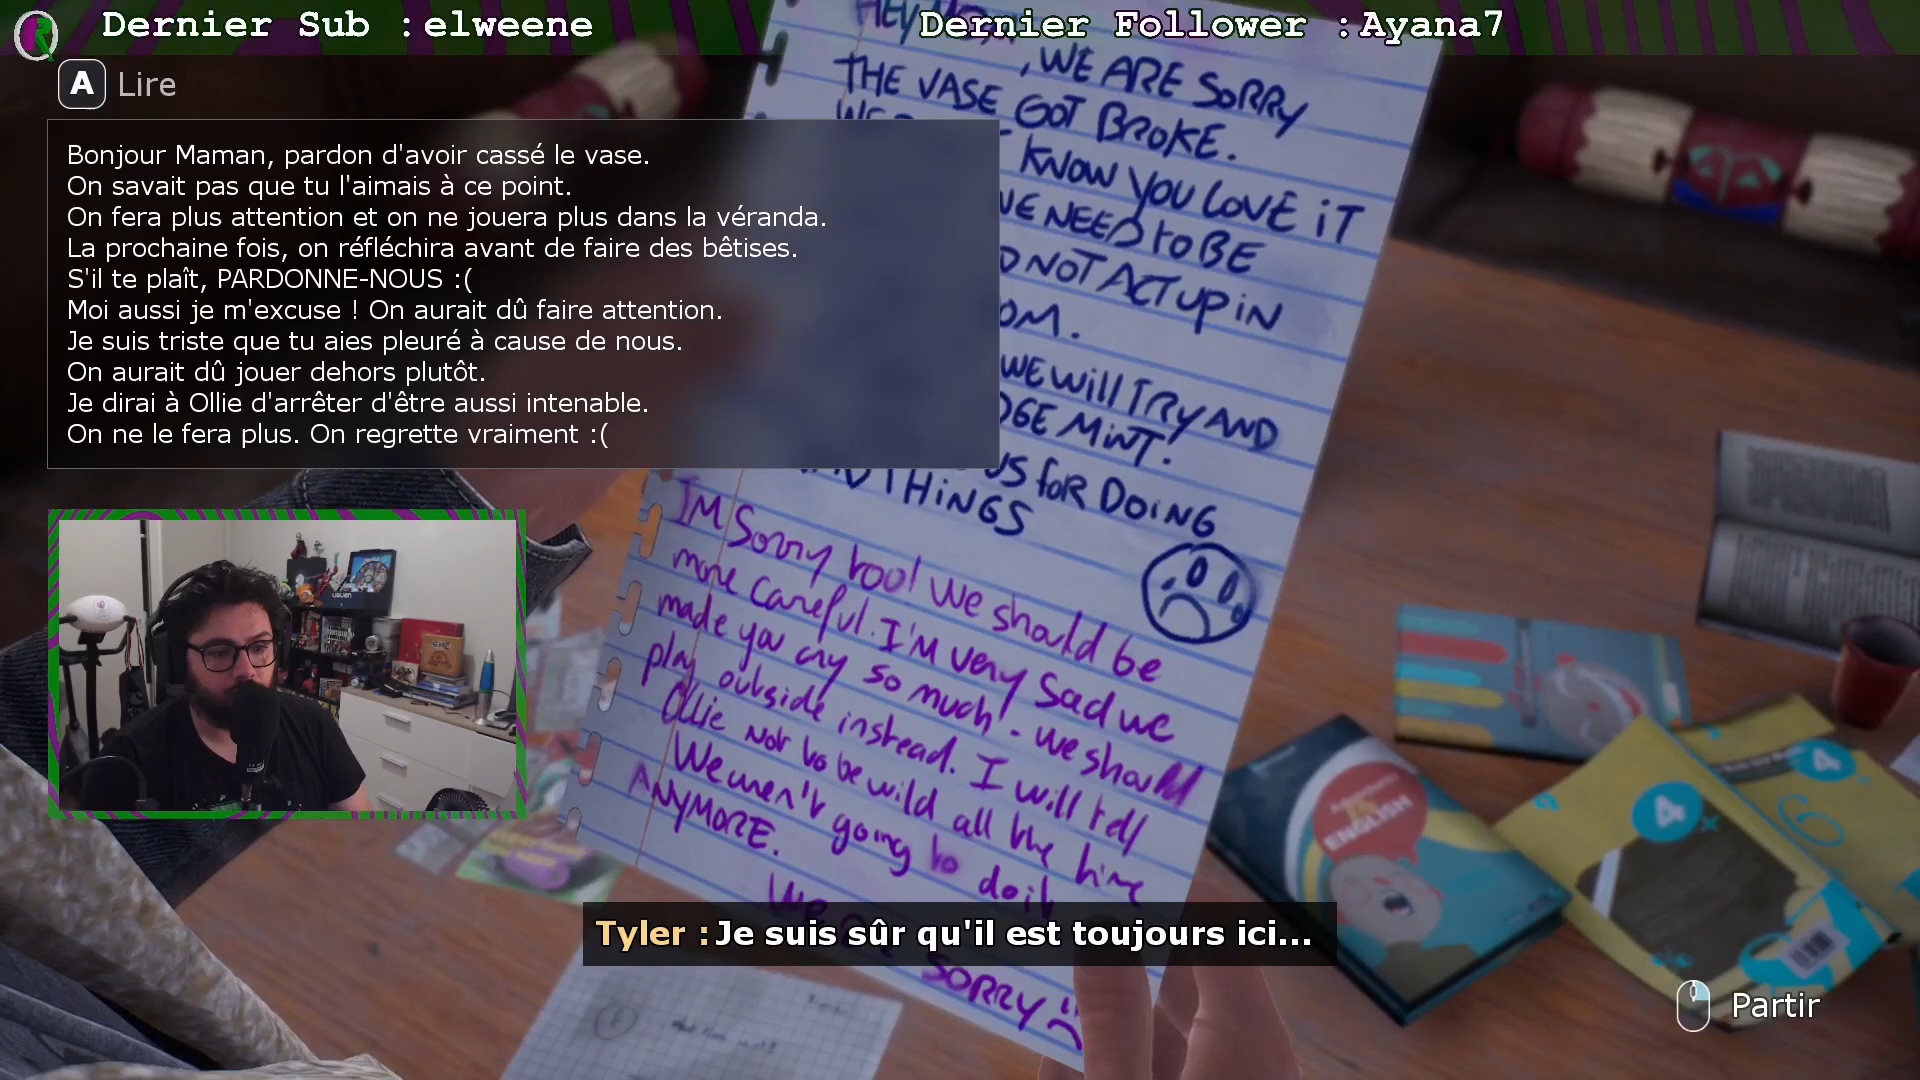 Dernier Sub : elweene
Dernier Follower : Ayana7
A Lire
Bonjour Maman, pardon d'avoir cassé le vase.
On savait pas que tu l'aimais à ce point.
On fera plus attention et on ne jouera plus dans la véranda.
La prochaine fois, on réfléchira avant de faire des bêtises.
S'il te plaît, PARDONNE-NOUS :(
Moi aussi je m'excuse ! On aurait dû faire attention.
Je suis triste que tu aies pleuré à cause de nous.
On aurait dû jouer dehors plutôt.
Je dirai à Ollie d'arrêter d'être aussi intenable.
On ne le fera plus. On regrette vraiment :(
HEY , WE ARE SORRY
THE VASE GOT BROKE.
KNOW YOU LOVE iT
WE NEED to BE
NOT ACT UP iN
WE Will TRY AND
MiNT!
US foR DOiNG
THiNGS
I'M Sorry too! We should be
more Careful. I'M very Sad we
made you cry so much! - we should
play outside instead. I will tell
Ollie Not to be wild all the time
We weren't going to do it
ANYMORE.
SORRY
ENGLISH
4
4
Tyler : Je suis sûr qu'il est toujours ici...
Partir